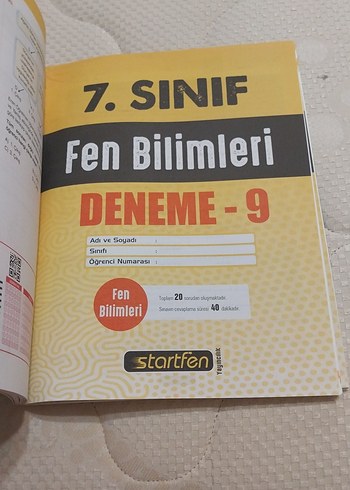 7. SINIF
Fen Bilimleri
DENEME - 9
Adı ve Soyadı :
Sınıfı :
Öğrenci Numarası :
Fen
Bilimleri
Toplam 20 sorudan oluşmaktadır.
Sınavın cevaplama süresi 40 dakikadır.
startfen
Yayıncılık